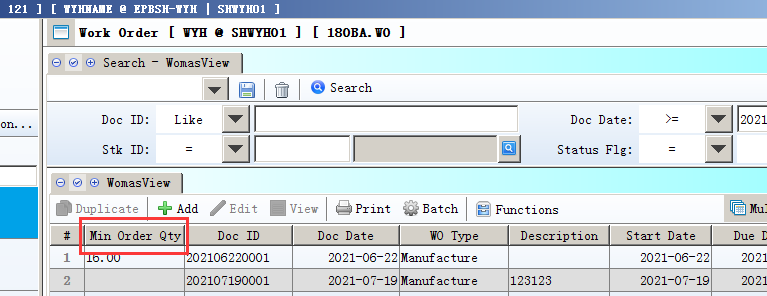 121 ] [ WYHNAME @ EPBSH-WYH | SHWYH01 ]
Work Order [ WYH @ SHWYH01 ] [ 180BA.WO ]
Search - WomasView
Search
on...
Doc ID: Like Doc Date: >= 2021
Stk ID: = Status Flg: =
WomasView
Duplicate Add Edit View Print Batch Functions Mul
# Min Order Qty Doc ID Doc Date WO Type Description Start Date Due D
1 16.00 202106220001 2021-06-22 Manufacture 2021-06-22 2021
2 202107190001 2021-07-19 Manufacture 123123 2021-07-19 2021